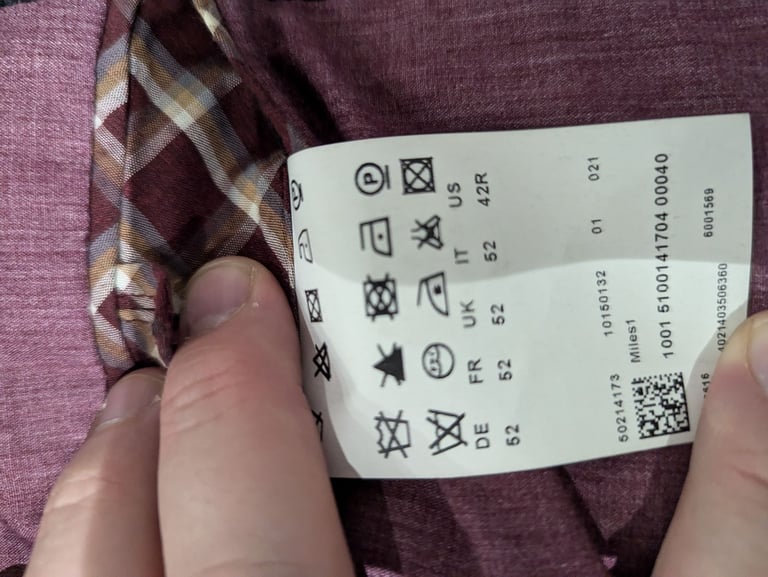 P
DE FR UK IT US
52 52 52 52 42R
50214173 10150132 01 021
Miles1
1001 5100141704 00040
4021403506360 6001569